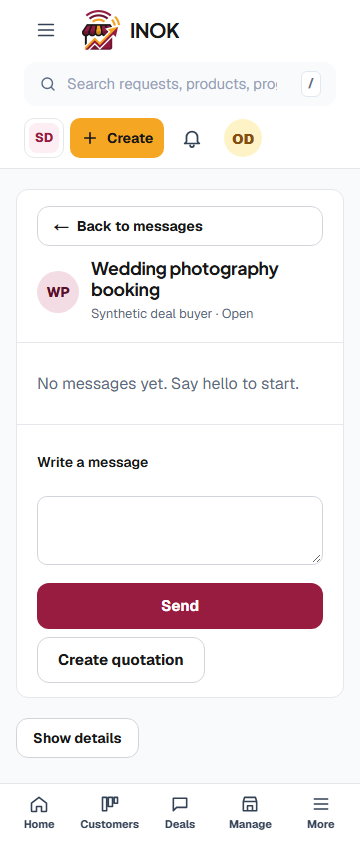 INOK
Search requests, products, pro
/
SD
+ Create
OD
← Back to messages
WP
Wedding photography
booking
Synthetic deal buyer · Open
No messages yet. Say hello to start.
Write a message
Send
Create quotation
Show details
Home
Customers
Deals
Manage
More